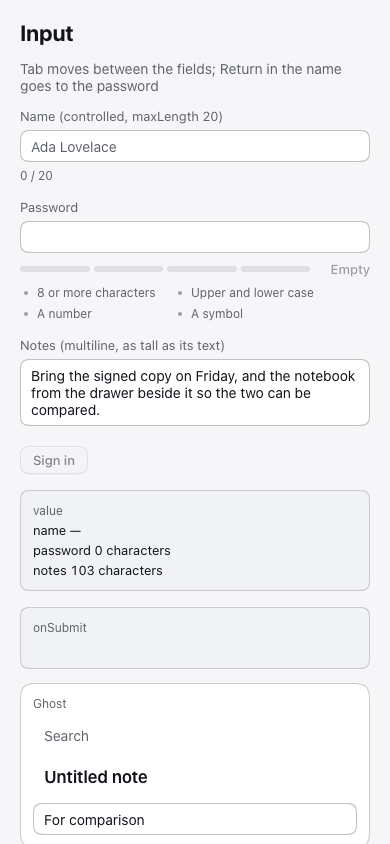 Input
Tab moves between the fields; Return in the name
goes to the password
Name (controlled, maxLength 20)
Ada Lovelace
0 / 20
Password
Empty
• 8 or more characters
• Upper and lower case
• A number
• A symbol
Notes (multiline, as tall as its text)
Bring the signed copy on Friday, and the notebook
from the drawer beside it so the two can be
compared.
Sign in
value
name —
password 0 characters
notes 103 characters
onSubmit
Ghost
Search
Untitled note
For comparison